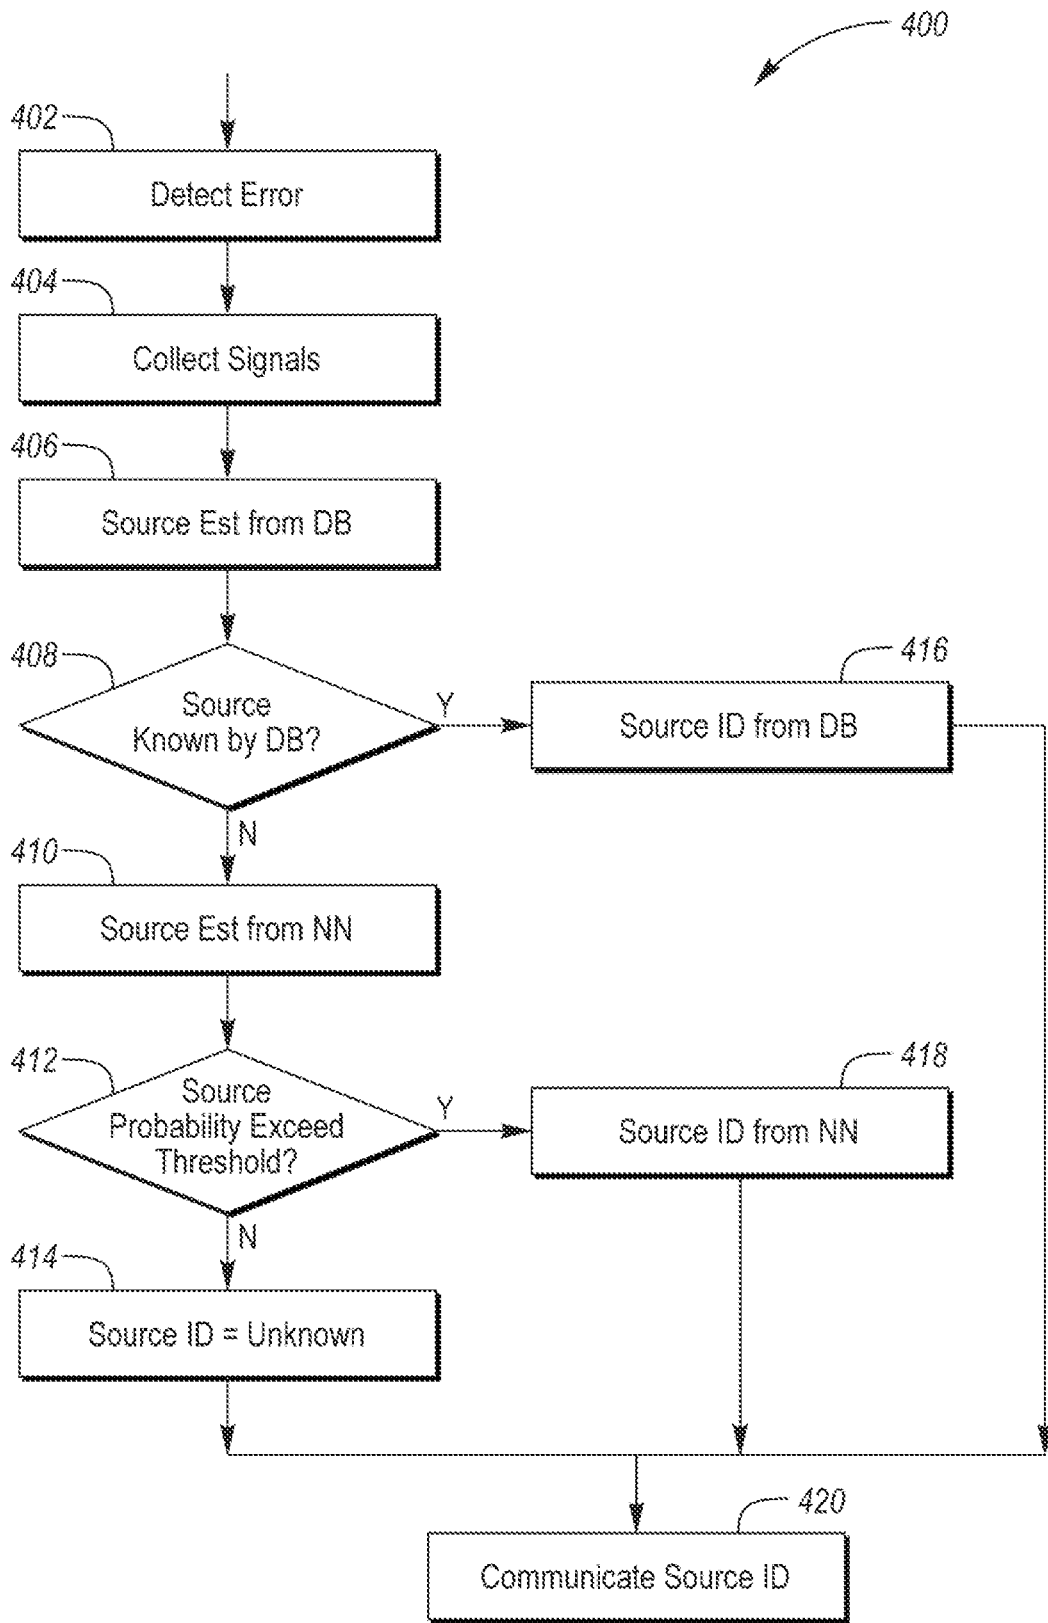 400
402
Detect Error
404
Collect Signals
406
Source Est from DB
408
Source
Known by DB?
Y
416
Source ID from DB
N
410
Source Est from NN
412
Source
Probability Exceed
Threshold?
Y
418
Source ID from NN
N
414
Source ID = Unknown
420
Communicate Source ID